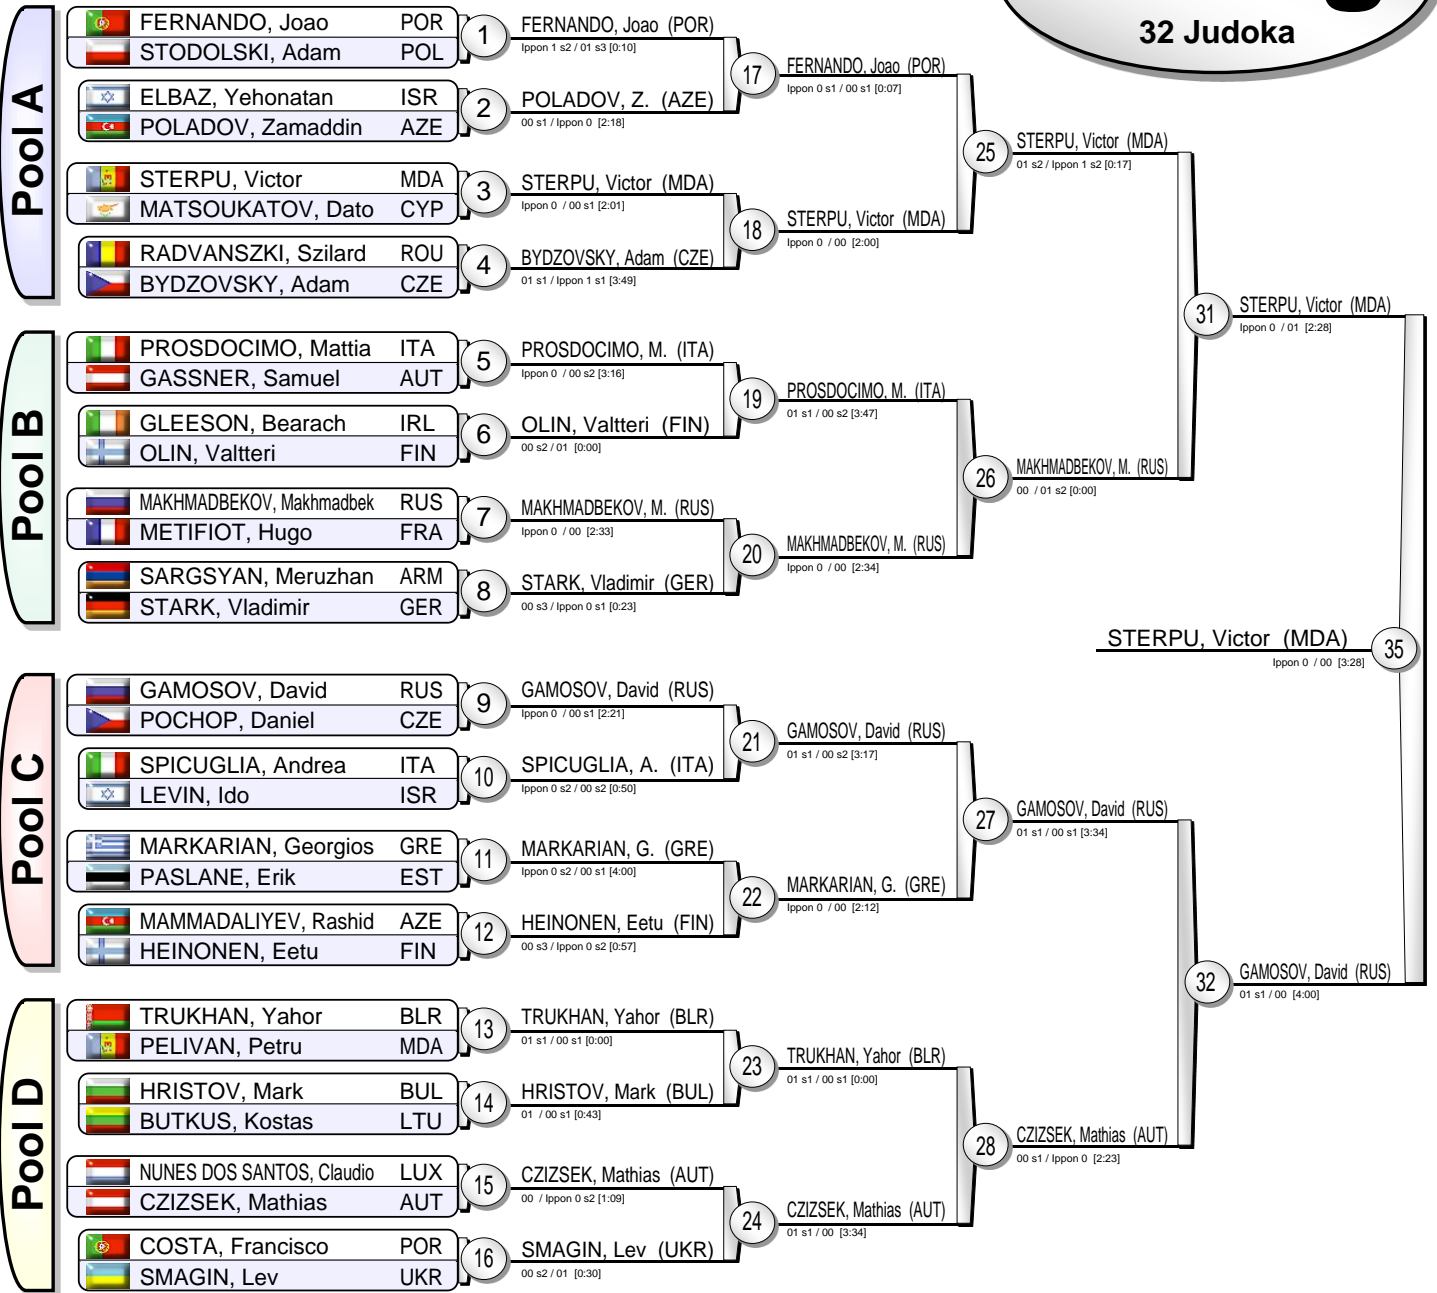 32 Judoka
Pool A
FERNANDO, Joao POR
STODOLSKI, Adam POL
1
ELBAZ, Yehonatan ISR
POLADOV, Zamaddin AZE
2
STERPU, Victor MDA
MATSOUKATOV, Dato CYP
3
RADVANSZKI, Szilard ROU
BYDZOVSKY, Adam CZE
4
Pool B
PROSDOCIMO, Mattia ITA
GASSNER, Samuel AUT
5
GLEESON, Bearach IRL
OLIN, Valtteri FIN
6
MAKHMADBEKOV, Makhmadbek RUS
METIFIOT, Hugo FRA
7
SARGSYAN, Meruzhan ARM
STARK, Vladimir GER
8
Pool C
GAMOSOV, David RUS
POCHOP, Daniel CZE
9
SPICUGLIA, Andrea ITA
LEVIN, Ido ISR
10
MARKARIAN, Georgios GRE
PASLANE, Erik EST
11
MAMMADALIYEV, Rashid AZE
HEINONEN, Eetu FIN
12
Pool D
TRUKHAN, Yahor BLR
PELIVAN, Petru MDA
13
HRISTOV, Mark BUL
BUTKUS, Kostas LTU
14
NUNES DOS SANTOS, Claudio LUX
CZIZSEK, Mathias AUT
15
COSTA, Francisco POR
SMAGIN, Lev UKR
16
FERNANDO, Joao (POR)
Ippon 1 s2 / 01 s3 [0:10]
POLADOV, Z. (AZE)
00 s1 / Ippon 0 [2:18]
17
STERPU, Victor (MDA)
Ippon 0 / 00 s1 [2:01]
BYDZOVSKY, Adam (CZE)
01 s1 / Ippon 1 s1 [3:49]
18
PROSDOCIMO, M. (ITA)
Ippon 0 / 00 s2 [3:16]
OLIN, Valtteri (FIN)
00 s2 / 01 [0:00]
19
MAKHMADBEKOV, M. (RUS)
Ippon 0 / 00 [2:33]
STARK, Vladimir (GER)
00 s3 / Ippon 0 s1 [0:23]
20
GAMOSOV, David (RUS)
Ippon 0 / 00 s1 [2:21]
SPICUGLIA, A. (ITA)
Ippon 0 s2 / 00 s2 [0:50]
21
MARKARIAN, G. (GRE)
Ippon 0 s2 / 00 s1 [4:00]
HEINONEN, Eetu (FIN)
00 s3 / Ippon 0 s2 [0:57]
22
TRUKHAN, Yahor (BLR)
01 s1 / 00 s1 [0:00]
HRISTOV, Mark (BUL)
01 / 00 s1 [0:43]
23
CZIZSEK, Mathias (AUT)
00 / Ippon 0 s2 [1:09]
SMAGIN, Lev (UKR)
00 s2 / 01 [0:30]
24
FERNANDO, Joao (POR)
Ippon 0 s1 / 00 s1 [0:07]
STERPU, Victor (MDA)
Ippon 0 / 00 [2:00]
25
PROSDOCIMO, M. (ITA)
01 s1 / 00 s2 [3:47]
MAKHMADBEKOV, M. (RUS)
Ippon 0 / 00 [2:34]
26
GAMOSOV, David (RUS)
01 s1 / 00 s2 [3:17]
MARKARIAN, G. (GRE)
Ippon 0 / 00 [2:12]
27
TRUKHAN, Yahor (BLR)
01 s1 / 00 s1 [0:00]
CZIZSEK, Mathias (AUT)
01 s1 / 00 [3:34]
28
STERPU, Victor (MDA)
01 s2 / Ippon 1 s2 [0:17]
MAKHMADBEKOV, M. (RUS)
00 / 01 s2 [0:00]
31
GAMOSOV, David (RUS)
01 s1 / 00 s1 [3:34]
CZIZSEK, Mathias (AUT)
00 s1 / Ippon 0 [2:23]
32
STERPU, Victor (MDA)
Ippon 0 / 01 [2:28]
GAMOSOV, David (RUS)
01 s1 / 00 [4:00]
STERPU, Victor (MDA)
Ippon 0 / 00 [3:28]
35